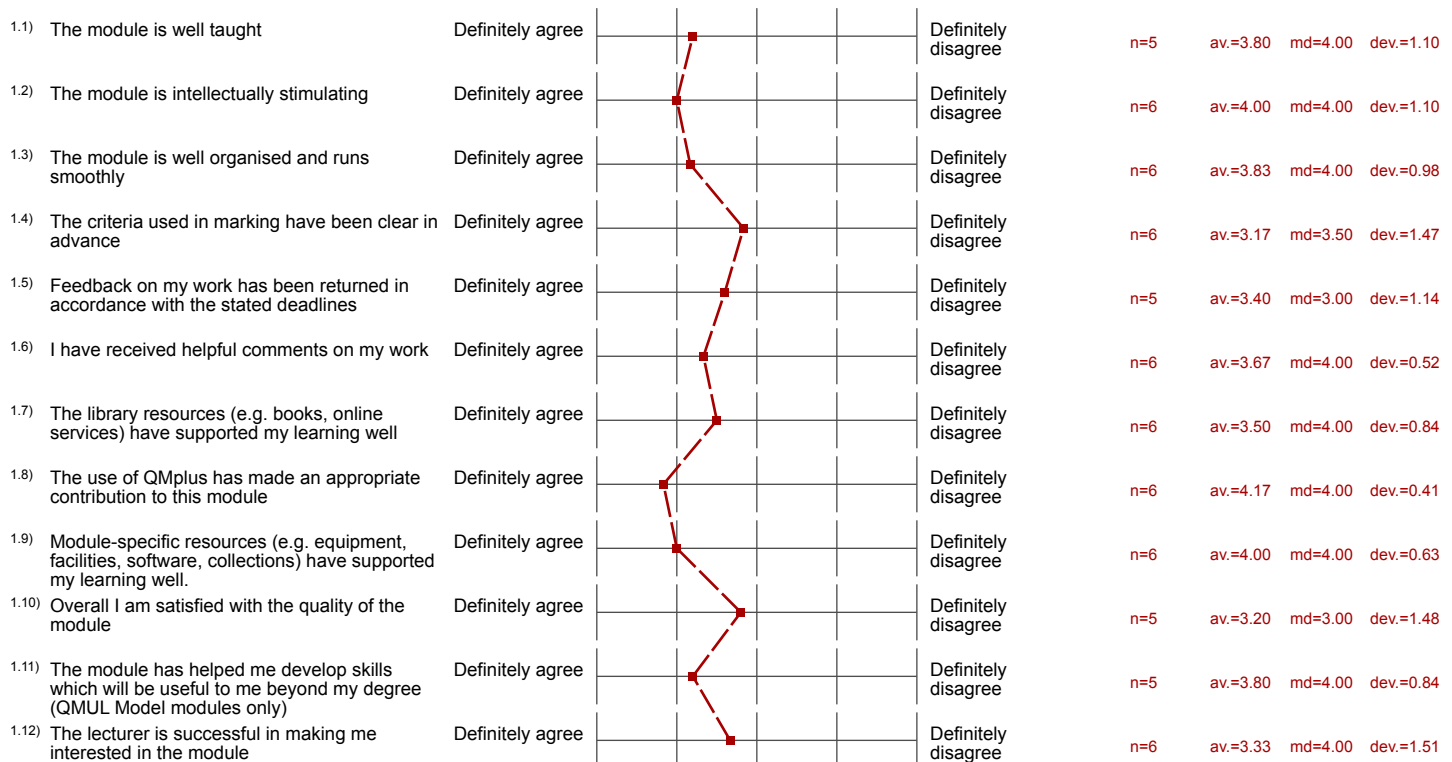 1.1) The module is well taught Definitely agree Definitely disagree n=5 av.=3.80 md=4.00 dev.=1.10
1.2) The module is intellectually stimulating Definitely agree Definitely disagree n=6 av.=4.00 md=4.00 dev.=1.10
1.3) The module is well organised and runs
smoothly Definitely agree Definitely disagree n=6 av.=3.83 md=4.00 dev.=0.98
1.4) The criteria used in marking have been clear in
advance Definitely agree Definitely disagree n=6 av.=3.17 md=3.50 dev.=1.47
1.5) Feedback on my work has been returned in
accordance with the stated deadlines Definitely agree Definitely disagree n=5 av.=3.40 md=3.00 dev.=1.14
1.6) I have received helpful comments on my work Definitely agree Definitely disagree n=6 av.=3.67 md=4.00 dev.=0.52
1.7) The library resources (e.g. books, online
services) have supported my learning well Definitely agree Definitely disagree n=6 av.=3.50 md=4.00 dev.=0.84
1.8) The use of QMplus has made an appropriate
contribution to this module Definitely agree Definitely disagree n=6 av.=4.17 md=4.00 dev.=0.41
1.9) Module-specific resources (e.g. equipment,
facilities, software, collections) have supported
my learning well. Definitely agree Definitely disagree n=6 av.=4.00 md=4.00 dev.=0.63
1.10) Overall I am satisfied with the quality of the
module Definitely agree Definitely disagree n=5 av.=3.20 md=3.00 dev.=1.48
1.11) The module has helped me develop skills
which will be useful to me beyond my degree
(QMUL Model modules only) Definitely agree Definitely disagree n=5 av.=3.80 md=4.00 dev.=0.84
1.12) The lecturer is successful in making me
interested in the module Definitely agree Definitely disagree n=6 av.=3.33 md=4.00 dev.=1.51